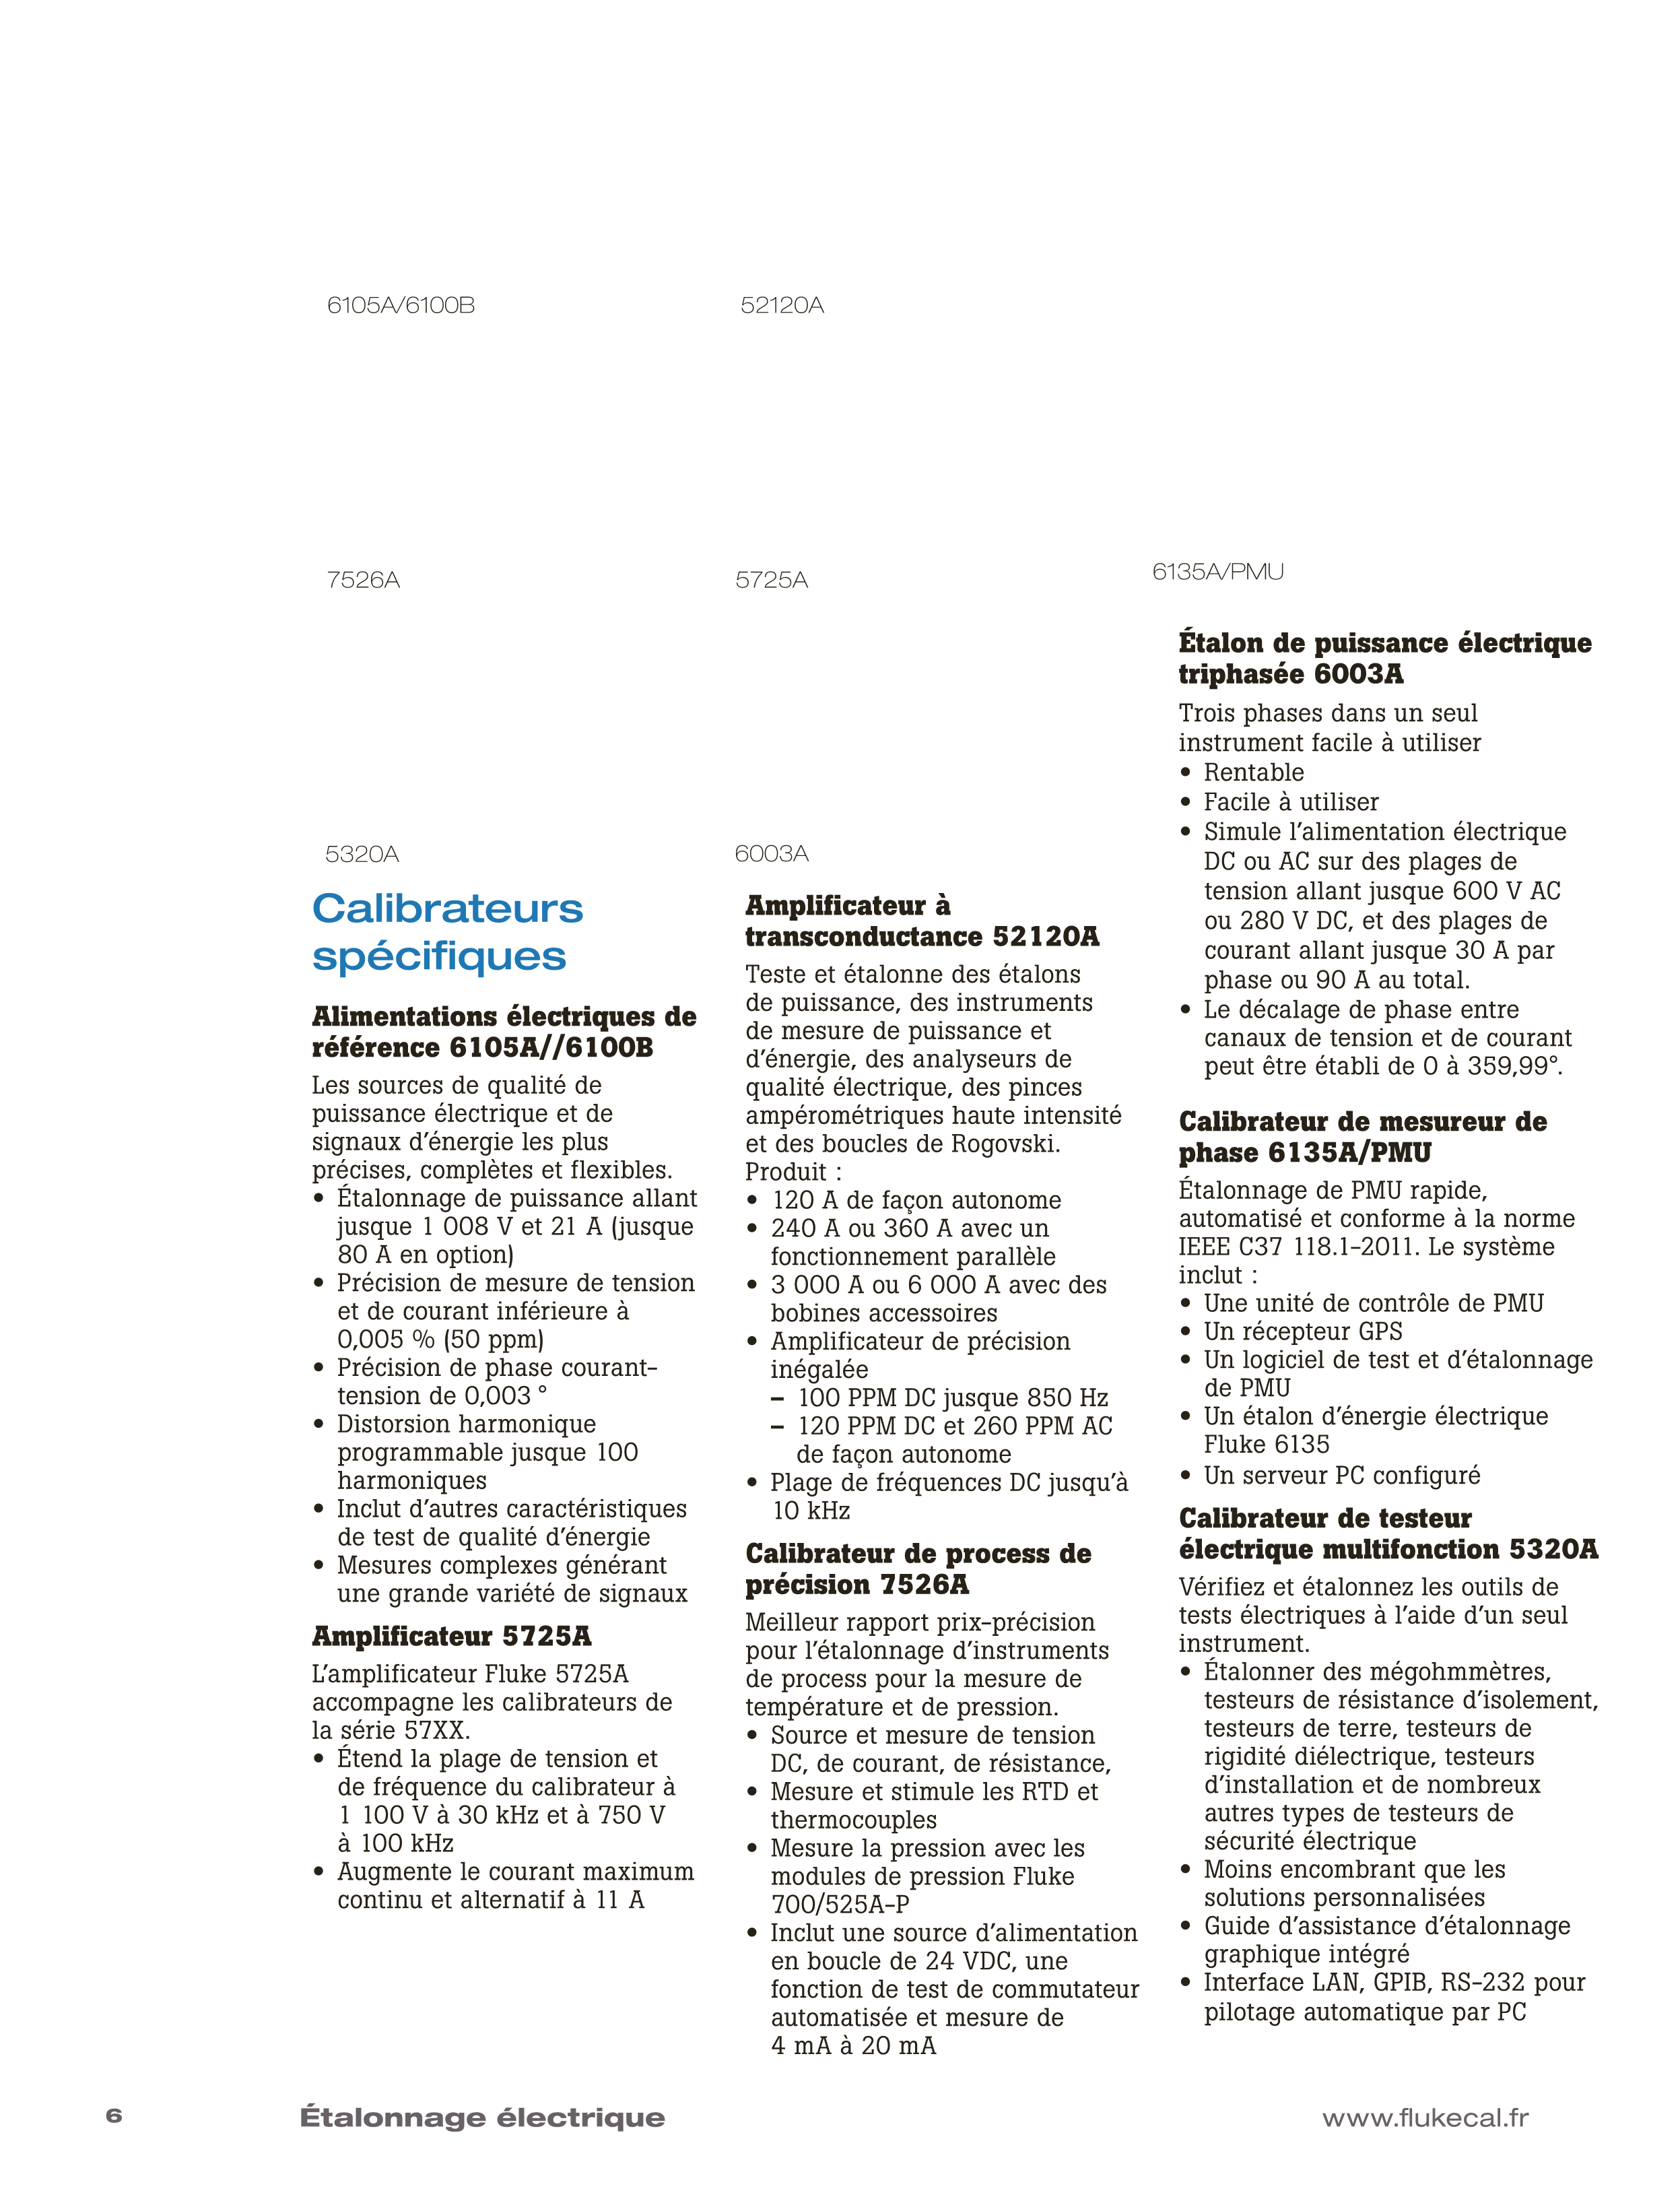 6105A/6100B
52120A
7526A
5725A
6135A/PMU
5320A
6003A
Calibrateurs
spécifiques
Alimentations électriques de
référence 6105A//6100B
Les sources de qualité de
puissance électrique et de
signaux d’énergie les plus
précises, complètes et flexibles.
• Étalonnage de puissance allant
jusque 1 008 V et 21 A (jusque
80 A en option)
• Précision de mesure de tension
et de courant inférieure à
0,005 % (50 ppm)
• Précision de phase courant-
tension de 0,003 °
• Distorsion harmonique
programmable jusque 100
harmoniques
• Inclut d’autres caractéristiques
de test de qualité d’énergie
• Mesures complexes générant
une grande variété de signaux
Amplificateur 5725A
L’amplificateur Fluke 5725A
accompagne les calibrateurs de
la série 57XX.
• Étend la plage de tension et
de fréquence du calibrateur à
1 100 V à 30 kHz et à 750 V
à 100 kHz
• Augmente le courant maximum
continu et alternatif à 11 A
Amplificateur à
transconductance 52120A
Teste et étalonne des étalons
de puissance, des instruments
de mesure de puissance et
d’énergie, des analyseurs de
qualité électrique, des pinces
ampérométriques haute intensité
et des boucles de Rogovski.
Produit :
• 120 A de façon autonome
• 240 A ou 360 A avec un
fonctionnement parallèle
• 3 000 A ou 6 000 A avec des
bobines accessoires
• Amplificateur de précision
inégalée
– 100 PPM DC jusque 850 Hz
– 120 PPM DC et 260 PPM AC
de façon autonome
• Plage de fréquences DC jusqu’à
10 kHz
Calibrateur de process de
précision 7526A
Meilleur rapport prix-précision
pour l’étalonnage d’instruments
de process pour la mesure de
température et de pression.
• Source et mesure de tension
DC, de courant, de résistance,
• Mesure et stimule les RTD et
thermocouples
• Mesure la pression avec les
modules de pression Fluke
700/525A-P
• Inclut une source d’alimentation
en boucle de 24 VDC, une
fonction de test de commutateur
automatisée et mesure de
4 mA à 20 mA
Étalon de puissance électrique
triphasée 6003A
Trois phases dans un seul
instrument facile à utiliser
• Rentable
• Facile à utiliser
• Simule l’alimentation électrique
DC ou AC sur des plages de
tension allant jusque 600 V AC
ou 280 V DC, et des plages de
courant allant jusque 30 A par
phase ou 90 A au total.
• Le décalage de phase entre
canaux de tension et de courant
peut être établi de 0 à 359,99°.
Calibrateur de mesureur de
phase 6135A/PMU
Étalonnage de PMU rapide,
automatisé et conforme à la norme
IEEE C37 118.1-2011. Le système
inclut :
• Une unité de contrôle de PMU
• Un récepteur GPS
• Un logiciel de test et d’étalonnage
de PMU
• Un étalon d’énergie électrique
Fluke 6135
• Un serveur PC configuré
Calibrateur de testeur
électrique multifonction 5320A
Vérifiez et étalonnez les outils de
tests électriques à l’aide d’un seul
instrument.
• Étalonner des mégohmmètres,
testeurs de résistance d’isolement,
testeurs de terre, testeurs de
rigidité diélectrique, testeurs
d’installation et de nombreux
autres types de testeurs de
sécurité électrique
• Moins encombrant que les
solutions personnalisées
• Guide d’assistance d’étalonnage
graphique intégré
• Interface LAN, GPIB, RS-232 pour
pilotage automatique par PC
6
Étalonnage électrique
www.flukecal.fr